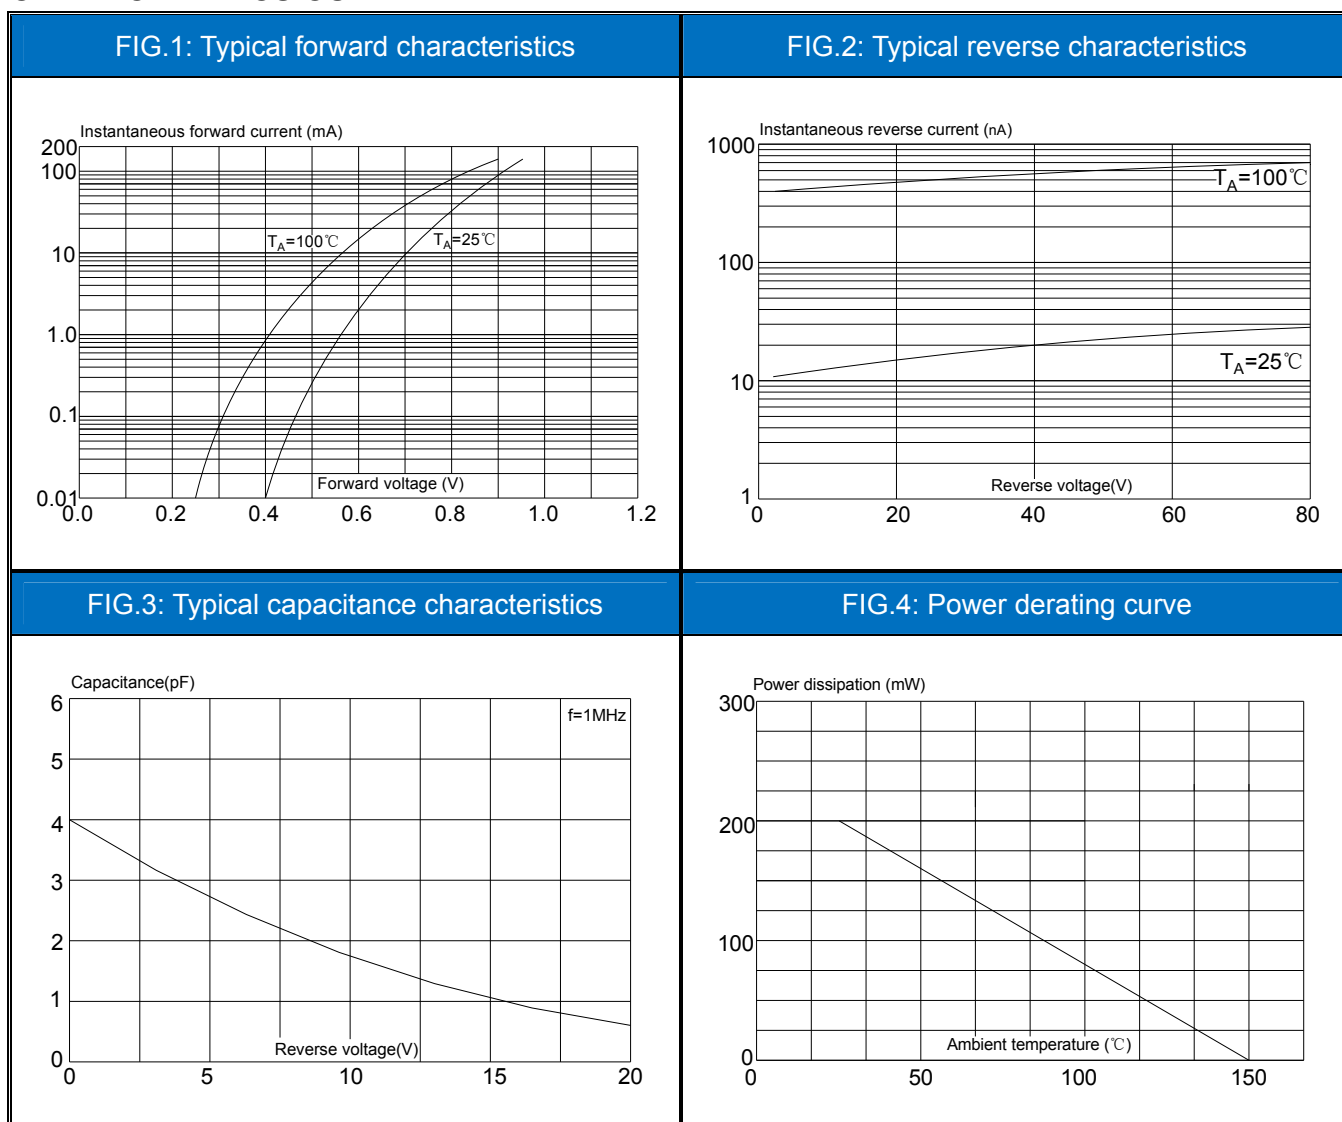 FIG.1: Typical forward characteristics
FIG.2: Typical reverse characteristics
Instantaneous forward current (mA)
200
100
10
1.0
0.1
0.01
TA=100℃
TA=25℃
Forward voltage (V)
0.0 0.2 0.4 0.6 0.8 1.0 1.2
Instantaneous reverse current (nA)
1000
100
10
1
TA=100℃
TA=25℃
Reverse voltage(V)
0 20 40 60 80
FIG.3: Typical capacitance characteristics
FIG.4: Power derating curve
Capacitance(pF)
6
5
4
3
2
1
0
f=1MHz
Reverse voltage(V)
0 5 10 15 20
Power dissipation (mW)
300
200
100
0
Ambient temperature (℃)
0 50 100 150